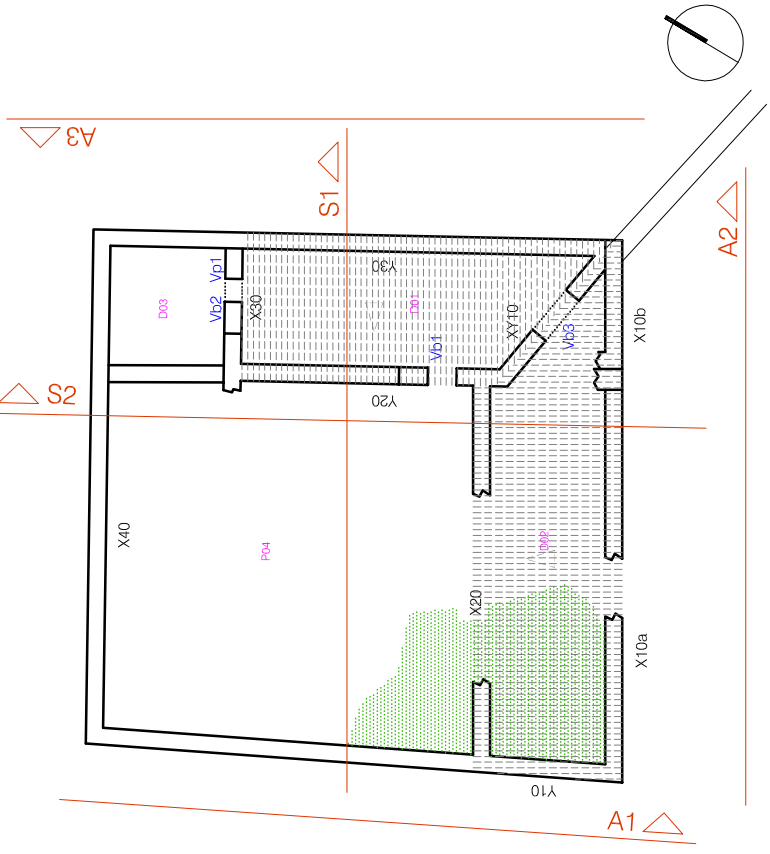 A3
S1
A2
Vp1
Vb2
X30
D03
Y30
D01
XY10
Vb1
Vb3
X10b
S2
Y20
X40
P04
D02
X20
X10a
Y10
A1